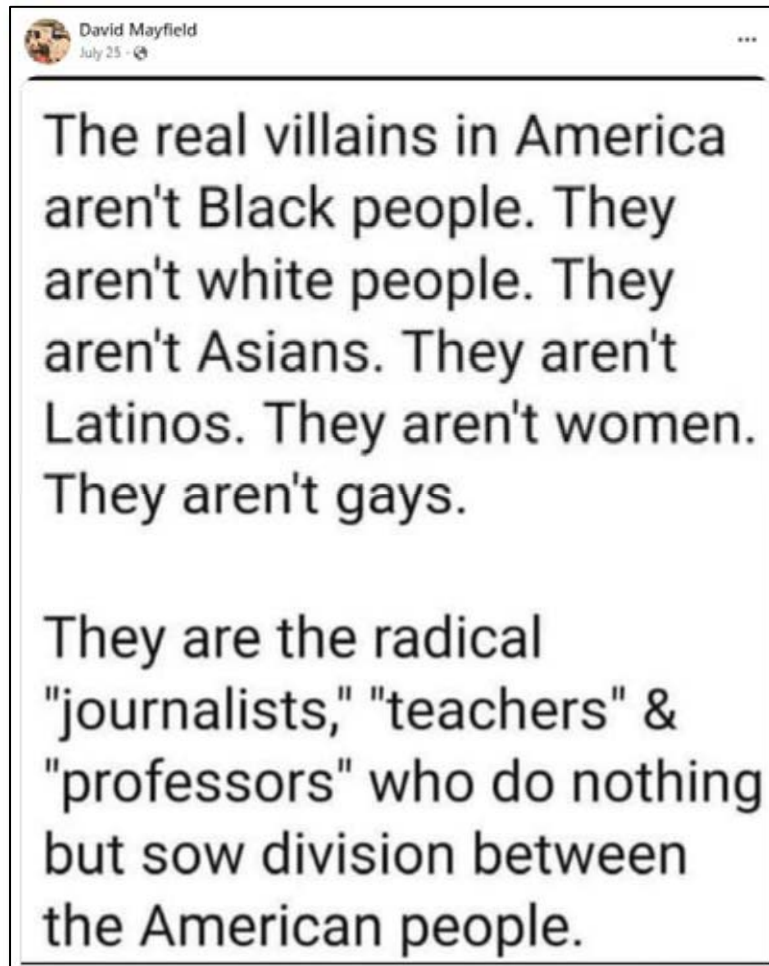 David Mayfield
July 25 ·
...
The real villains in America
aren't Black people. They
aren't white people. They
aren't Asians. They aren't
Latinos. They aren't women.
They aren't gays.
They are the radical
"journalists," "teachers" &
"professors" who do nothing
but sow division between
the American people.